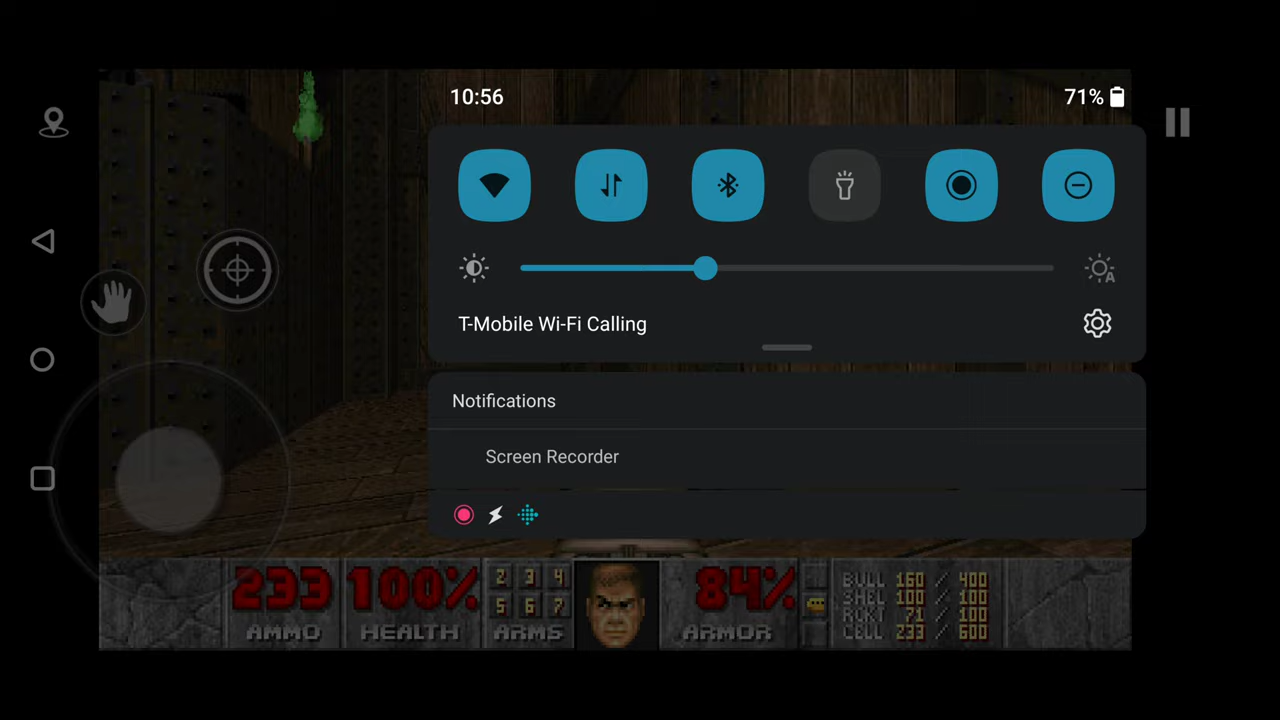 10:56
71%
A
T-Mobile Wi-Fi Calling
Notifications
Screen Recorder
233 100% 2 3 4 84% BULL 160 / 400
5 6 7 SHEL 100 / 100
RCKT 71 / 100
AMMO HEALTH ARMS ARMOR CELL 233 / 600